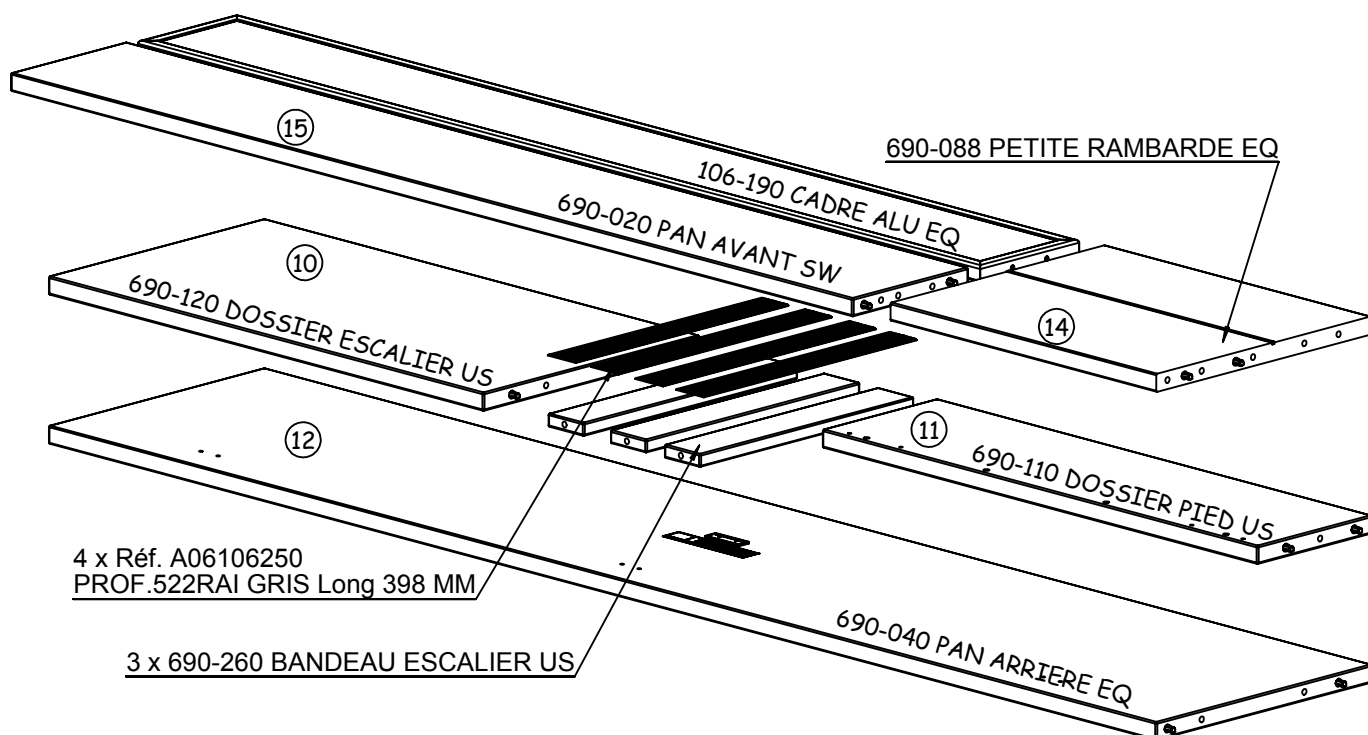 15
690-088 PETITE RAMBARDE EQ
106-190 CADRE ALU EQ
690-020 PAN AVANT SW
10
690-120 DOSSIER ESCALIER US
14
12
11
690-110 DOSSIER PIED US
4 x Réf. A06106250
PROF.522RAI GRIS Long 398 MM
690-040 PAN ARRIERE EQ
3 x 690-260 BANDEAU ESCALIER US